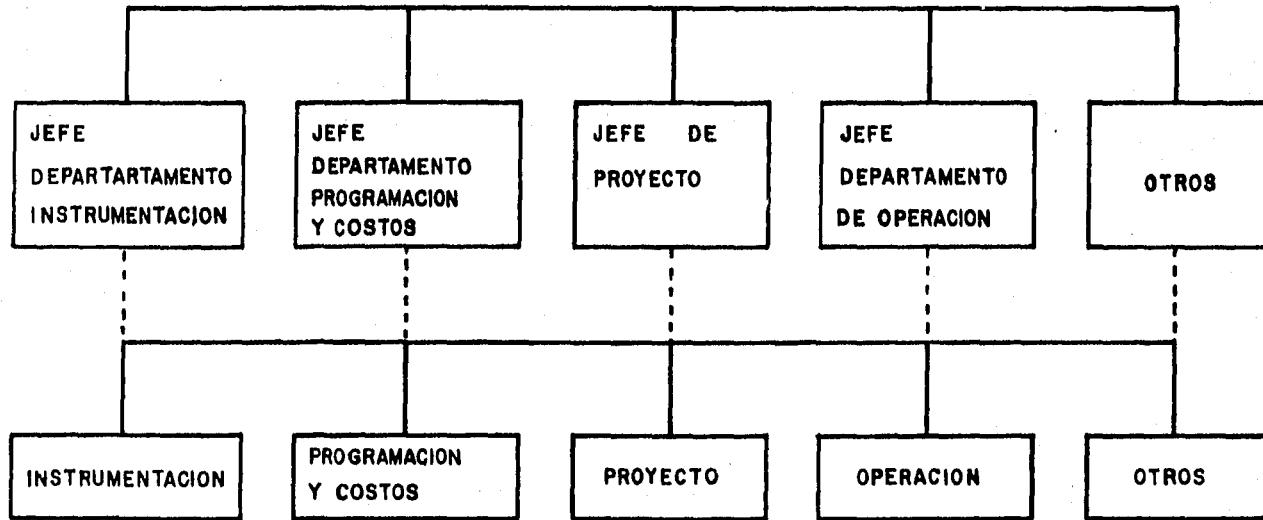 JEFE
DEPARTARTAMENTO
INSTRUMENTACION
JEFE
DEPARTAMENTO
PROGRAMACION
Y COSTOS
JEFE DE
PROYECTO
JEFE
DEPARTAMENTO
DE OPERACION
OTROS
INSTRUMENTACION
PROGRAMACION
Y COSTOS
PROYECTO
OPERACION
OTROS